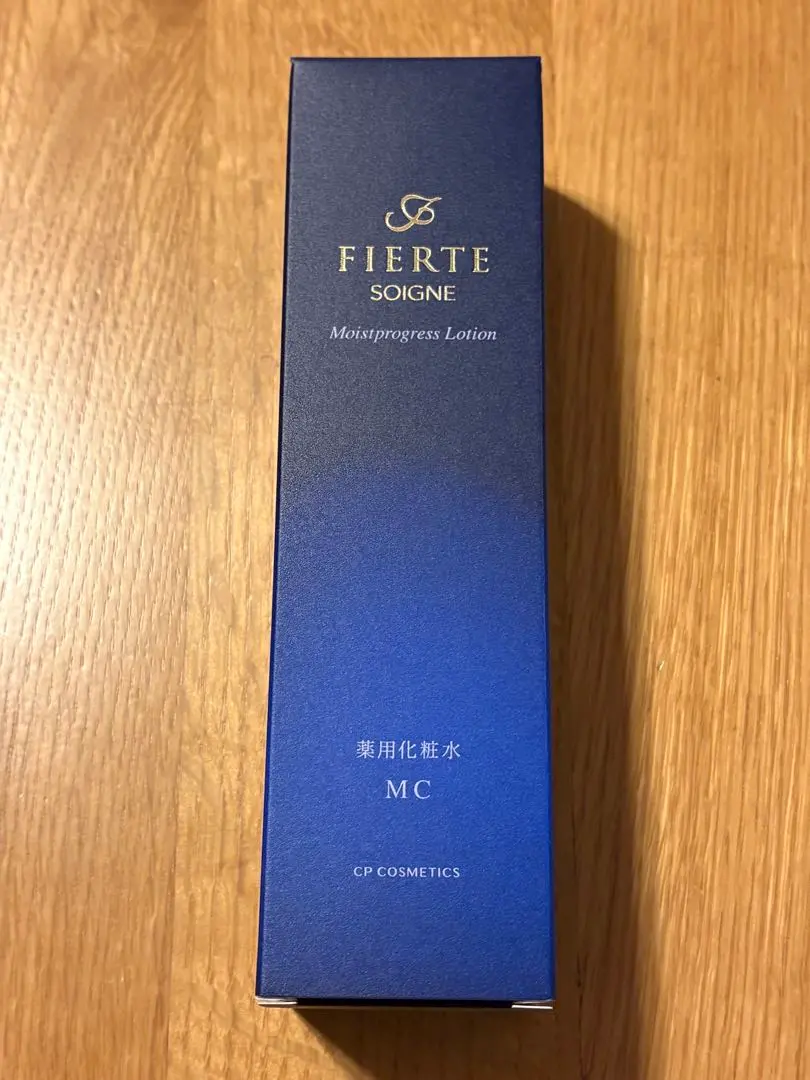 FIERTE
SOIGNE
Moistprogress Lotion
薬用化粧水
MC
CP COSMETICS